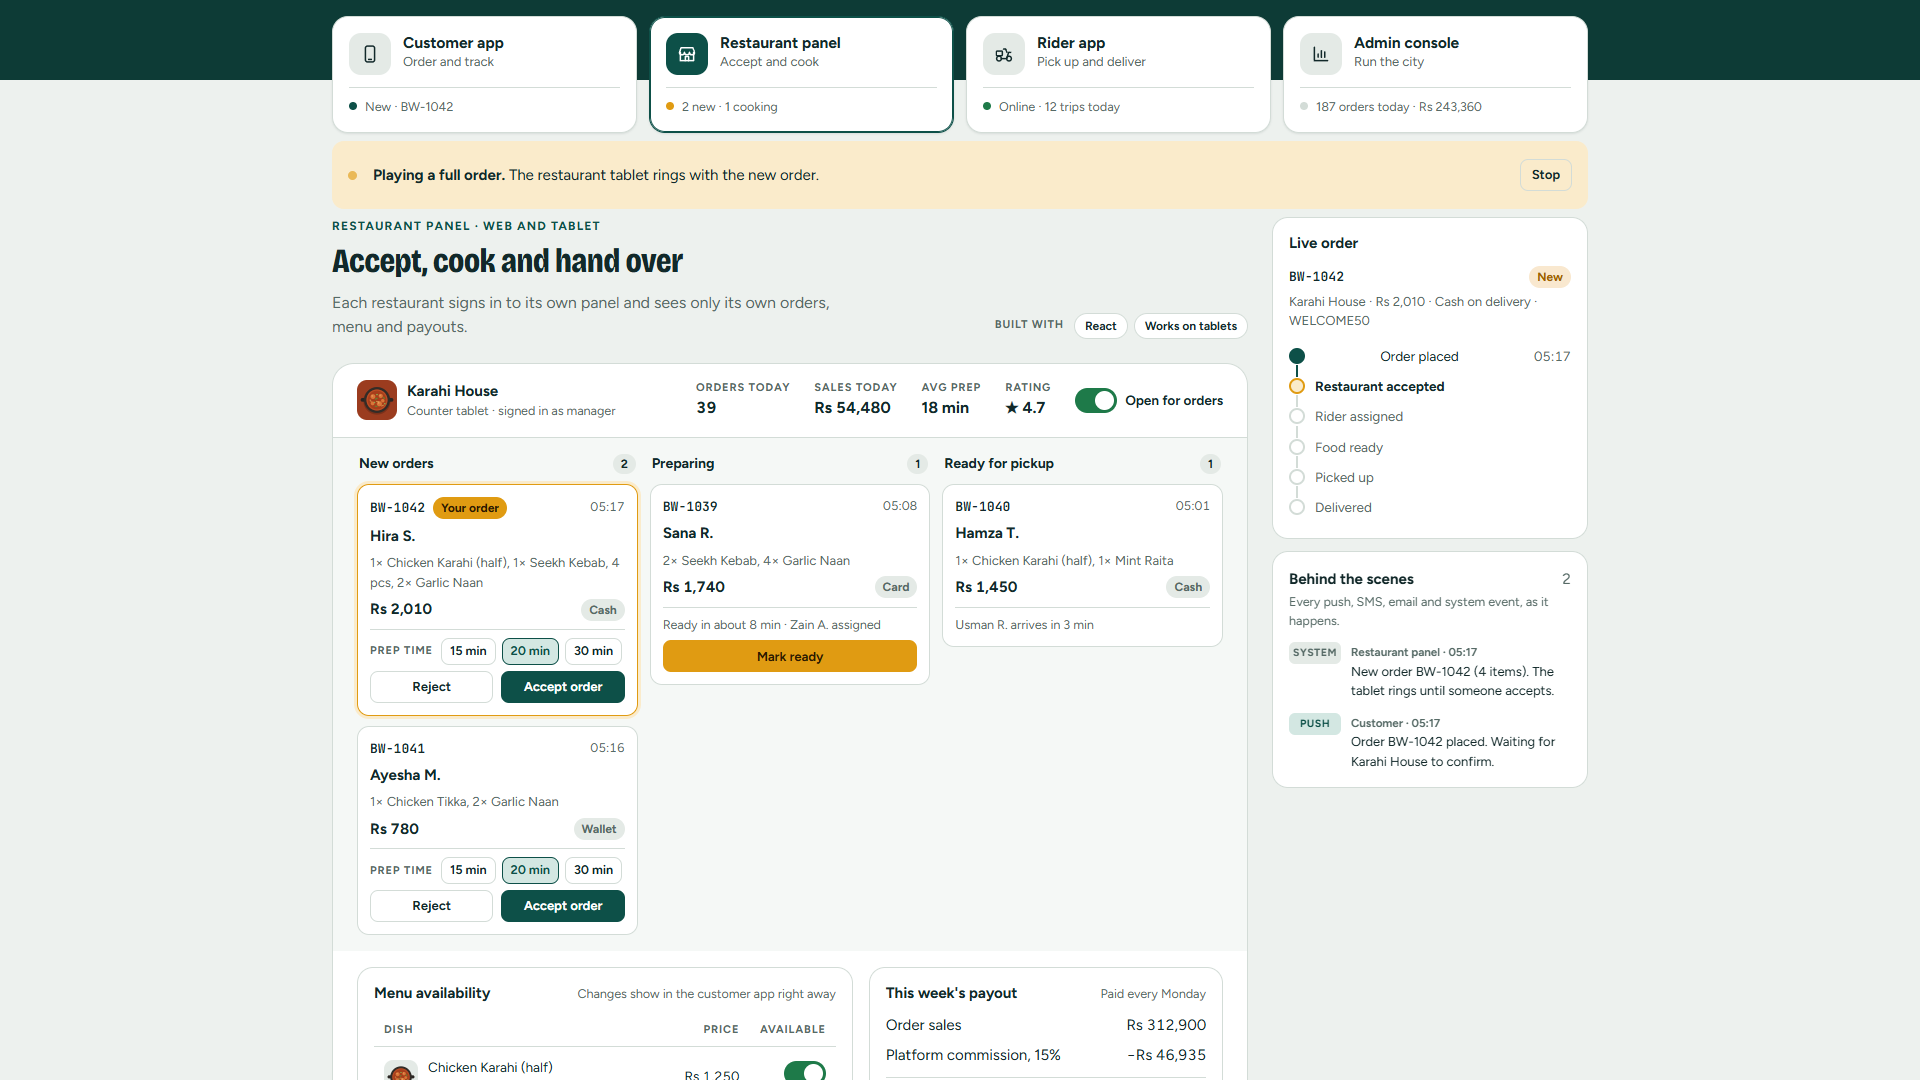 Customer app
Order and track
New · BW-1042
Restaurant panel
Accept and cook
2 new · 1 cooking
Rider app
Pick up and deliver
Online · 12 trips today
Admin console
Run the city
187 orders today · Rs 243,360
Playing a full order. The restaurant tablet rings with the new order.
Stop
RESTAURANT PANEL · WEB AND TABLET
Accept, cook and hand over
Each restaurant signs in to its own panel and sees only its own orders,
menu and payouts.
BUILT WITH
React
Works on tablets
Karahi House
Counter tablet · signed in as manager
ORDERS TODAY
39
SALES TODAY
Rs 54,480
AVG PREP
18 min
RATING
★ 4.7
Open for orders
New orders
2
BW-1042
Your order
05:17
Hira S.
1× Chicken Karahi (half), 1× Seekh Kebab, 4
pcs, 2× Garlic Naan
Rs 2,010
Cash
PREP TIME
15 min
20 min
30 min
Reject
Accept order
BW-1041
05:16
Ayesha M.
1× Chicken Tikka, 2× Garlic Naan
Rs 780
Wallet
PREP TIME
15 min
20 min
30 min
Reject
Accept order
Preparing
1
BW-1039
05:08
Sana R.
2× Seekh Kebab, 4× Garlic Naan
Rs 1,740
Card
Ready in about 8 min · Zain A. assigned
Mark ready
Ready for pickup
1
BW-1040
05:01
Hamza T.
1× Chicken Karahi (half), 1× Mint Raita
Rs 1,450
Cash
Usman R. arrives in 3 min
Menu availability
Changes show in the customer app right away
DISH
PRICE
AVAILABLE
Chicken Karahi (half)
Rs 1,250
This week's payout
Paid every Monday
Order sales
Rs 312,900
Platform commission, 15%
−Rs 46,935
Live order
BW-1042
New
Karahi House · Rs 2,010 · Cash on delivery ·
WELCOME50
Order placed
05:17
Restaurant accepted
Rider assigned
Food ready
Picked up
Delivered
Behind the scenes
2
Every push, SMS, email and system event, as it
happens.
SYSTEM
Restaurant panel · 05:17
New order BW-1042 (4 items). The
tablet rings until someone accepts.
PUSH
Customer · 05:17
Order BW-1042 placed. Waiting for
Karahi House to confirm.